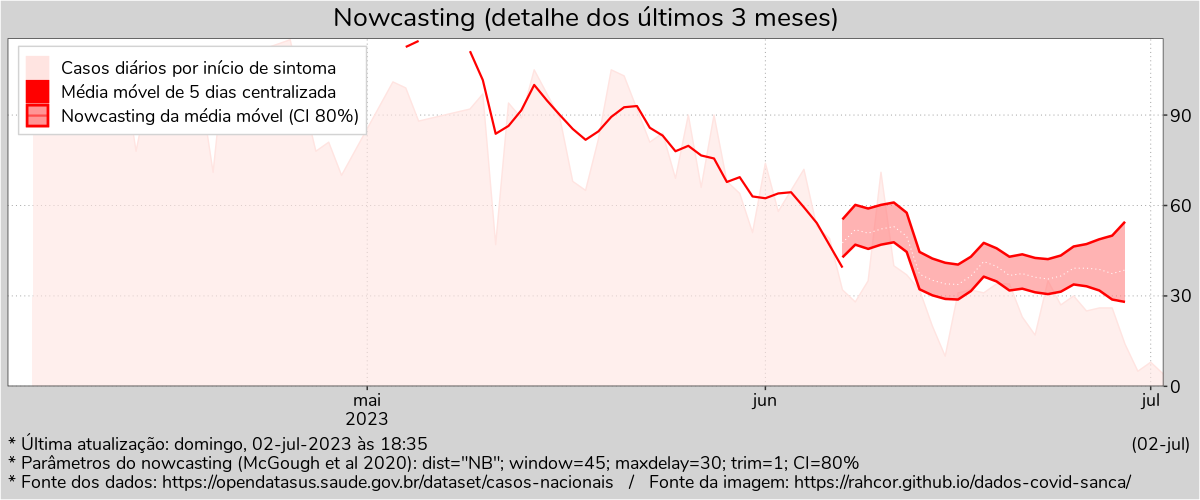 Nowcasting (detalhe dos últimos 3 meses)
Casos diários por início de sintoma
Média móvel de 5 dias centralizada
Nowcasting da média móvel (CI 80%)
90
60
30
0
mai
2023
jun
jul
* Última atualização: domingo, 02-jul-2023 às 18:35
(02-jul)
* Parâmetros do nowcasting (McGough et al 2020): dist="NB"; window=45; maxdelay=30; trim=1; CI=80%
* Fonte dos dados: https://opendatasus.saude.gov.br/dataset/casos-nacionais / Fonte da imagem: https://rahcor.github.io/dados-covid-sanca/